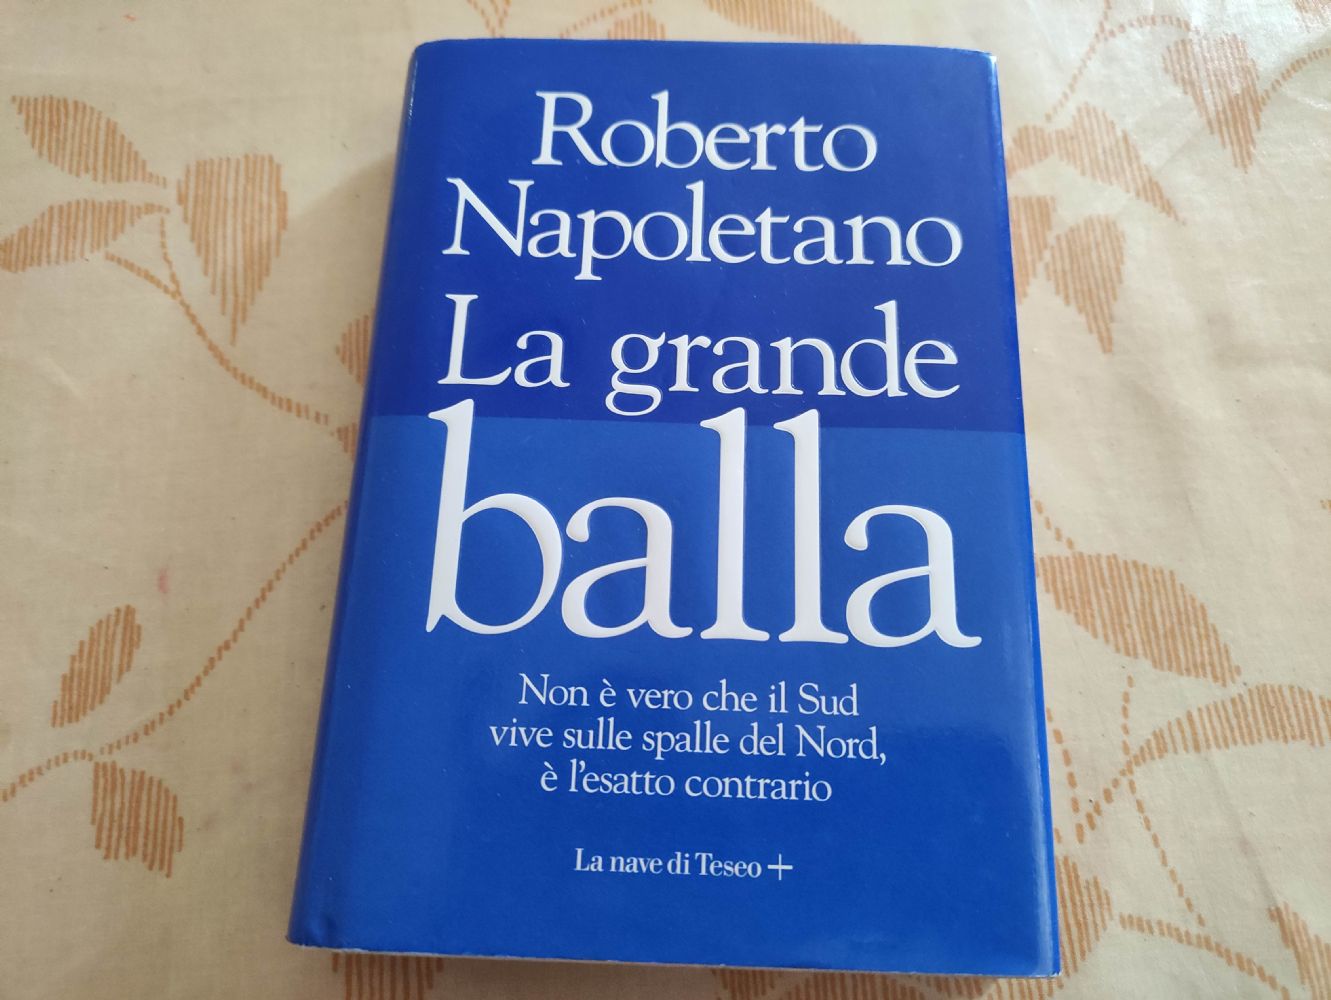 Roberto
Napoletano
La grande
balla
Non è vero che il Sud
vive sulle spalle del Nord,
è l'esatto contrario
La nave di Teseo +